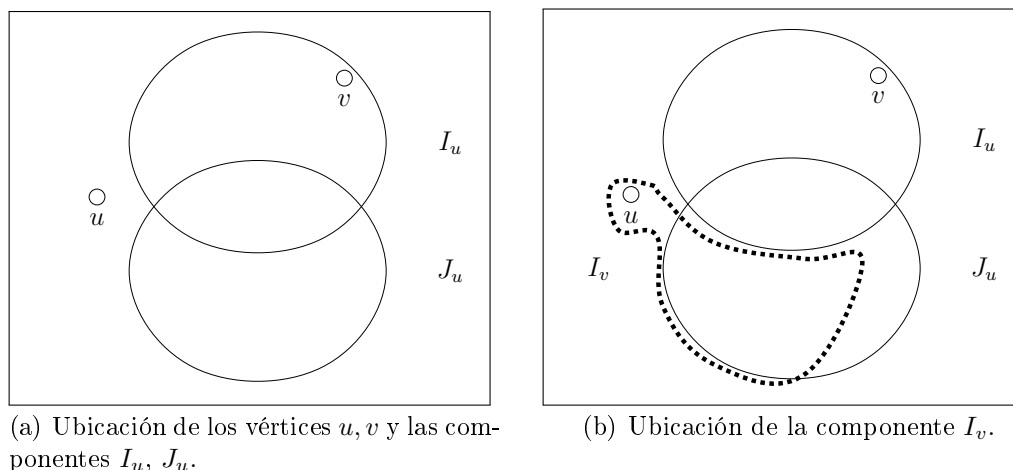 v
I_u
u
J_u
(a) Ubicación de los vértices u, v y las com-
ponentes I_u, J_u.
v
I_u
u
I_v
J_u
(b) Ubicación de la componente I_v.